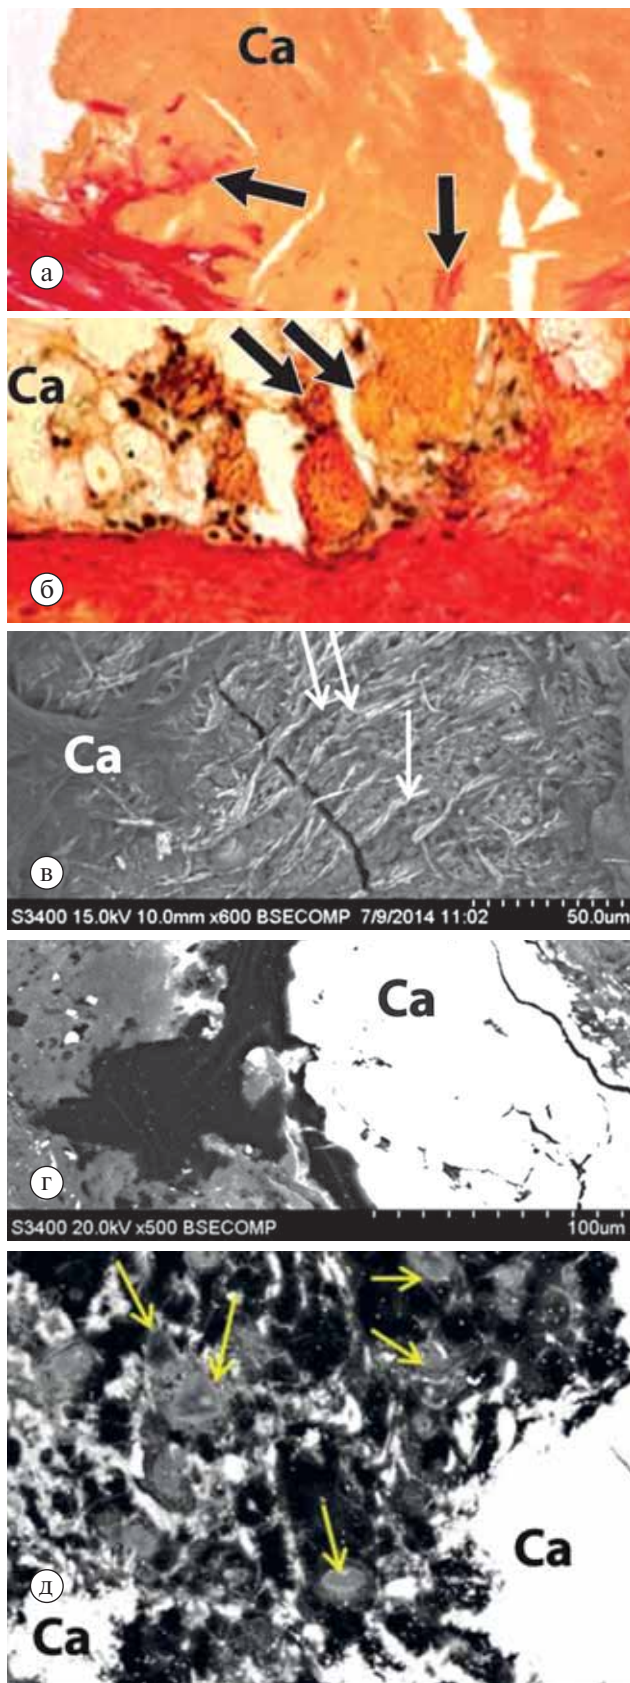 Ca
а
Ca
б
Ca
в
S3400 15.0kV 10.0mm x600 BSECOMP 7/9/2014 11:02 50.0um
Ca
г
S3400 20.0kV x500 BSECOMP 100um
Ca
д
Ca